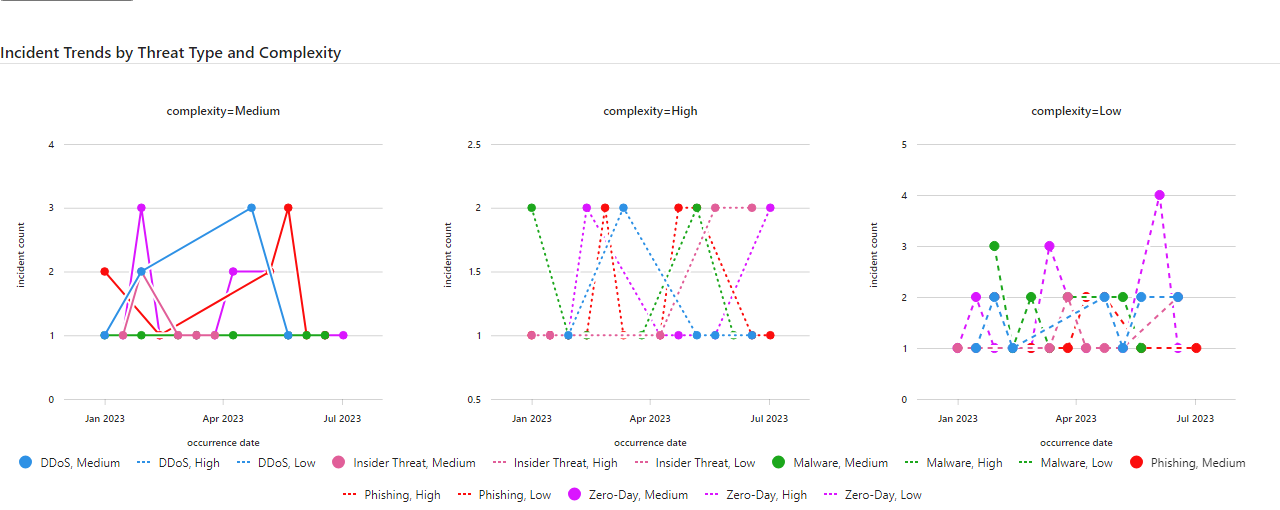 Incident Trends by Threat Type and Complexity
complexity=Medium
complexity=High
complexity=Low
4
3
2
1
0
incident count
Jan 2023
Apr 2023
Jul 2023
occurrence date
2.5
2
1.5
1
0.5
incident count
Jan 2023
Apr 2023
Jul 2023
occurrence date
5
4
3
2
1
0
incident count
Jan 2023
Apr 2023
Jul 2023
occurrence date
DDoS, Medium DDoS, High DDoS, Low Insider Threat, Medium Insider Threat, High Insider Threat, Low Malware, Medium Malware, High Malware, Low Phishing, Medium
Phishing, High Phishing, Low Zero-Day, Medium Zero-Day, High Zero-Day, Low